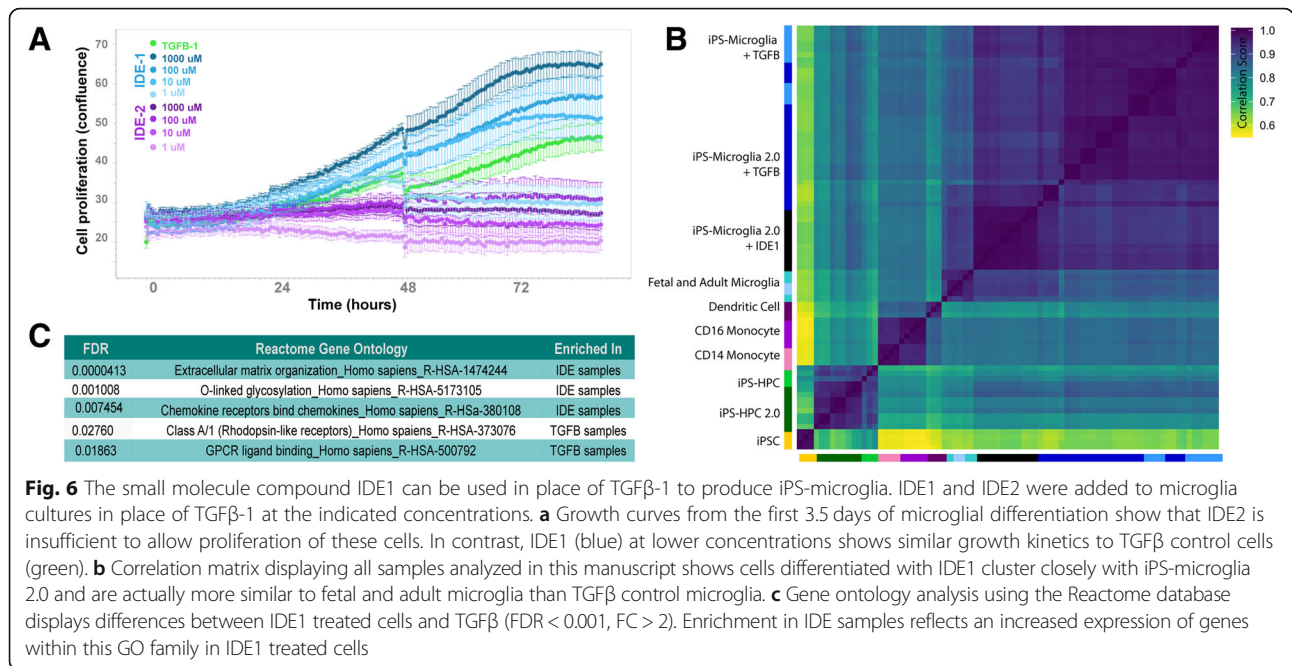 A
Cell proliferation (confluence)
70
60
50
40
30
20
0
24
48
72
Time (hours)
TGFB-1
IDE-1
1000 uM
100 uM
10 uM
1 uM
IDE-2
1000 uM
100 uM
10 uM
1 uM
B
iPS-Microglia
+ TGFB
iPS-Microglia 2.0
+ TGFB
iPS-Microglia 2.0
+ IDE1
Fetal and Adult Microglia
Dendritic Cell
CD16 Monocyte
CD14 Monocyte
iPS-HPC
iPS-HPC 2.0
iPSC
1.0
0.9
0.8
0.7
0.6
Correlation Score
C
FDR Reactome Gene Ontology Enriched In
0.0000413 Extracellular matrix organization_Homo sapiens_R-HSA-1474244 IDE samples
0.001008 O-linked glycosylation_Homo sapiens_R-HSA-5173105 IDE samples
0.007454 Chemokine receptors bind chemokines_Homo sapiens_R-HSa-380108 IDE samples
0.02760 Class A/1 (Rhodopsin-like receptors)_Homo spaiens_R-HSA-373076 TGFB samples
0.01863 GPCR ligand binding_Homo sapiens_R-HSA-500792 TGFB samples
Fig. 6 The small molecule compound IDE1 can be used in place of TGFβ-1 to produce iPS-microglia. IDE1 and IDE2 were added to microglia
cultures in place of TGFβ-1 at the indicated concentrations. a Growth curves from the first 3.5 days of microglial differentiation show that IDE2 is
insufficient to allow proliferation of these cells. In contrast, IDE1 (blue) at lower concentrations shows similar growth kinetics to TGFβ control cells
(green). b Correlation matrix displaying all samples analyzed in this manuscript shows cells differentiated with IDE1 cluster closely with iPS-microglia
2.0 and are actually more similar to fetal and adult microglia than TGFβ control microglia. c Gene ontology analysis using the Reactome database
displays differences between IDE1 treated cells and TGFβ (FDR < 0.001, FC > 2). Enrichment in IDE samples reflects an increased expression of genes
within this GO family in IDE1 treated cells